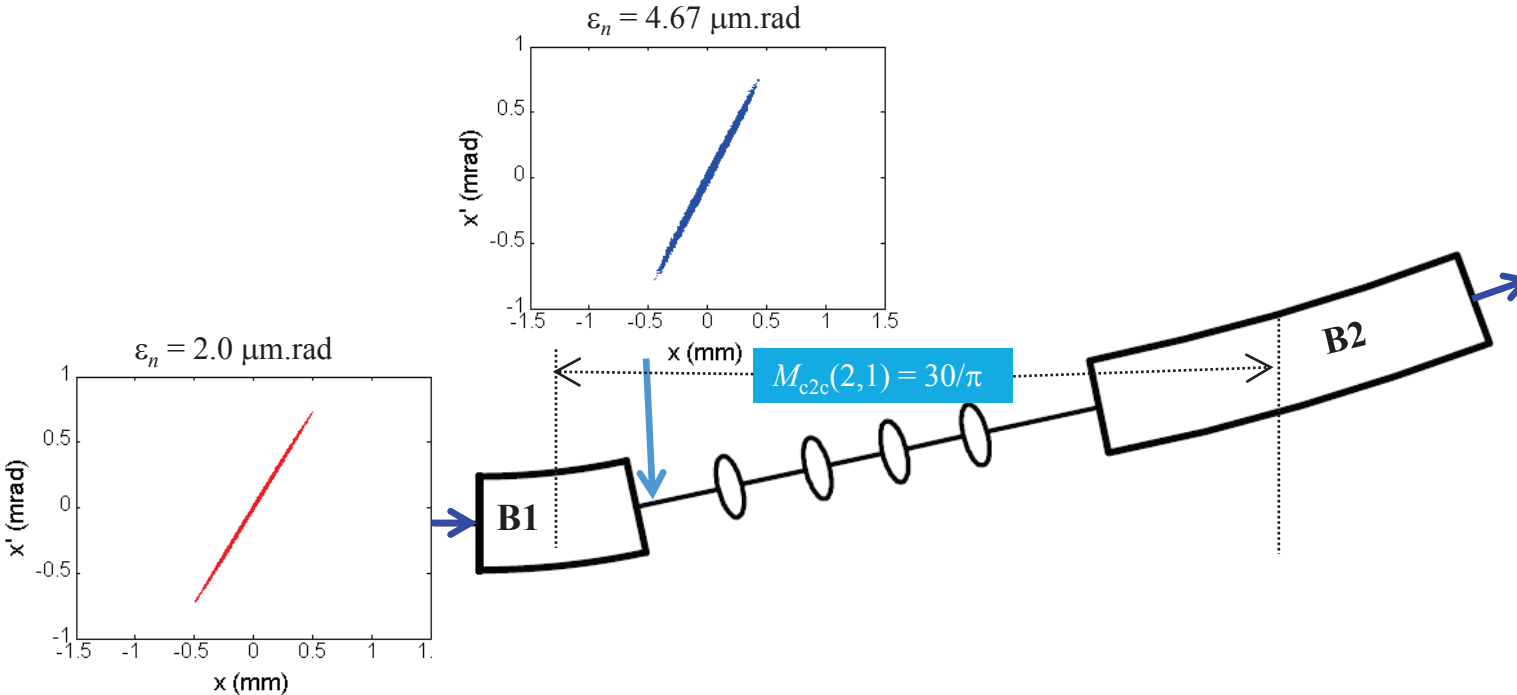 εₙ = 4.67 μm.rad
1
0.5
0
-0.5
-1
x' (mrad)
-1.5 -1 -0.5 0 0.5 1 1.5
x (mm)
εₙ = 2.0 μm.rad
1
0.5
0
-0.5
-1
x' (mrad)
-1.5 -1 -0.5 0 0.5 1 1.
x (mm)
M_c2c(2,1) = 30/π
B1
B2